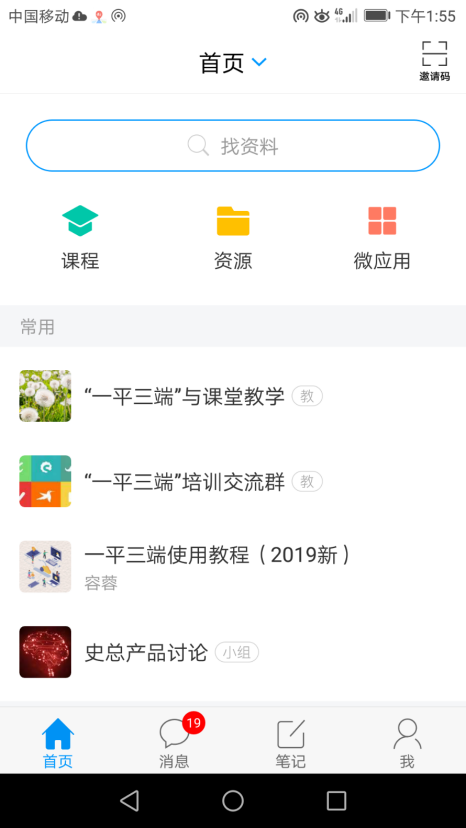 中国移动 4G 下午1:55
首页
邀请码
找资料
课程 资源 微应用
常用
“一平三端”与课堂教学 教
“一平三端”培训交流群 教
一平三端使用教程（2019新）
容蓉
史总产品讨论 小组
19
首页 消息 笔记 我